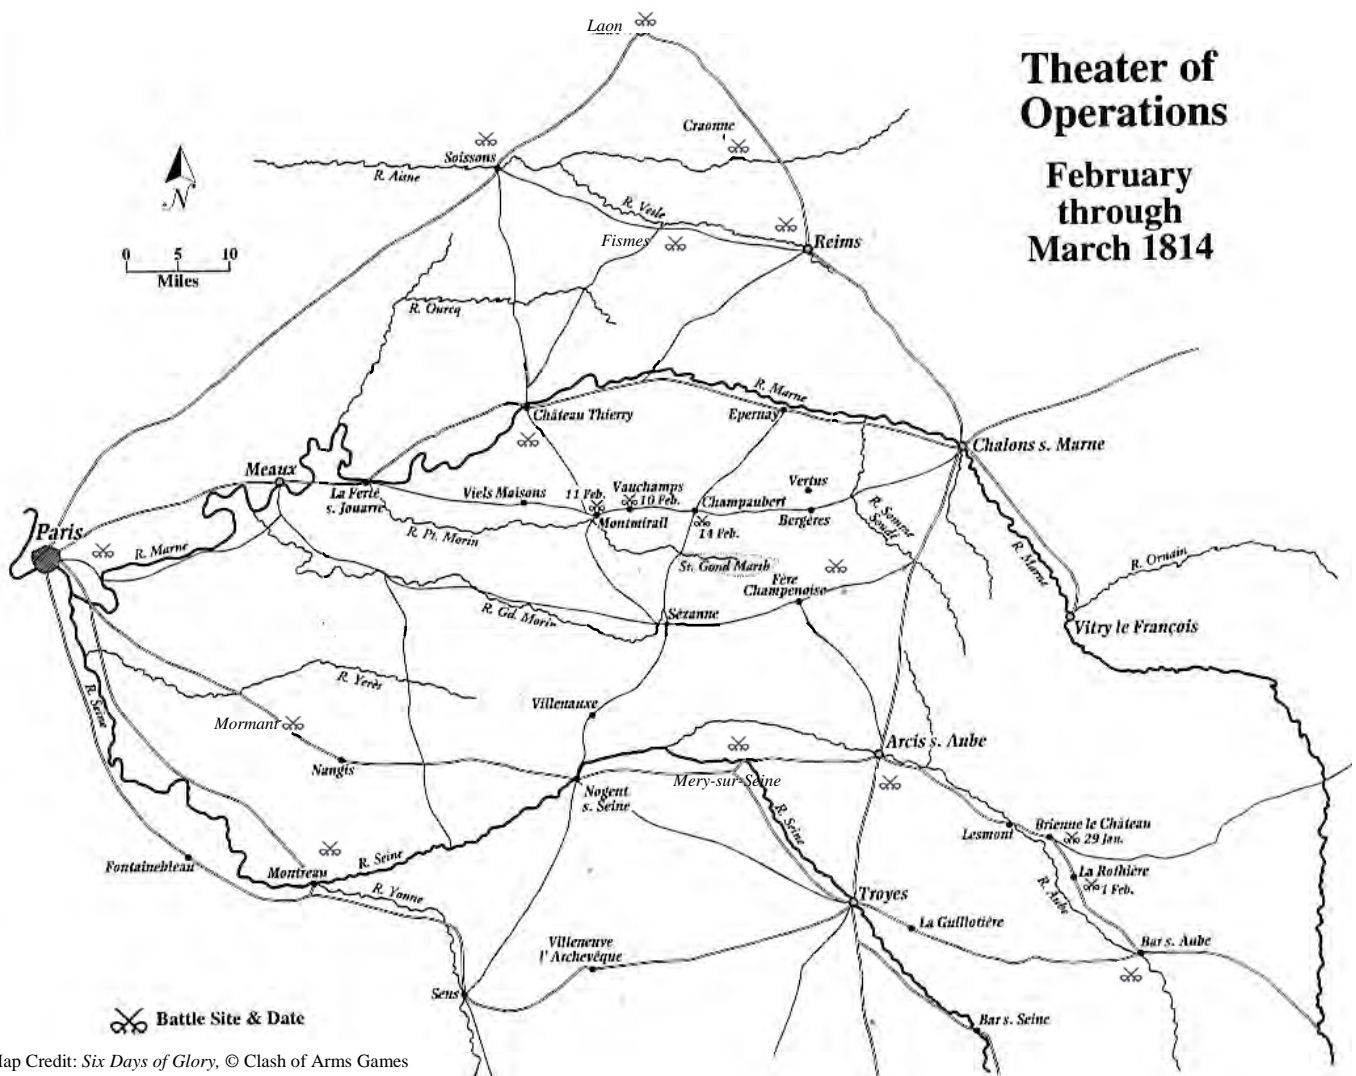 Laon
Theater of
Operations
February
through
March 1814
Craonne
Soissons
R. Aisne
N
R. Vesle
Fismes
Reims
0 5 10
Miles
R. Ourcq
R. Marne
Château Thierry
Epernay
Chalons s. Marne
Meaux
La Ferté
s. Jouarre
Viels Maisons
11 Feb.
Vauchamps
10 Feb.
Vertus
Champaubert
Montmirail
14 Feb.
Bergères
R. Somme
Soude
Paris
R. Marne
R. Pt. Morin
St. Gond Marsh
R. Marne
R. Ornain
Fère
Champenoise
R. Gd. Morin
Sézanne
Vitry le François
R. Yerès
R. Seine
Villenauxe
Mormant
Nangis
Arcis s. Aube
Mery-sur-Seine
Nogent
s. Seine
R. Seine
Lesmont
Brienne le Château
29 Jan.
La Rothière
1 Feb.
R. Aube
Fontainebleau
Montreau
R. Seine
R. Yonne
Troyes
La Guillotière
Bar s. Aube
Villeneuve
l'Archevêque
Sens
Bar s. Seine
Battle Site & Date
Map Credit: Six Days of Glory, © Clash of Arms Games